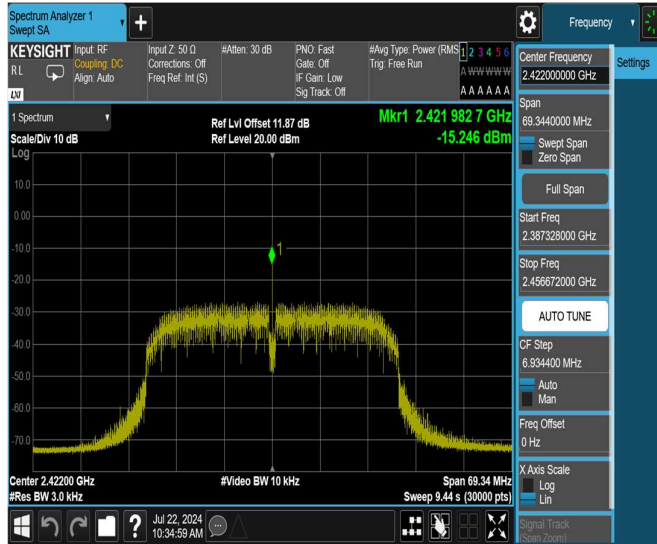 Spectrum Analyzer 1
Swept SA
Frequency
KEYSIGHT
RL
LXI
Input: RF
Coupling: DC
Align: Auto
Input Z: 50 Ω
Corrections: Off
Freq Ref: Int (S)
#Atten: 30 dB
PNO: Fast
Gate: Off
IF Gain: Low
Sig Track: Off
#Avg Type: Power (RMS
Trig: Free Run
1 2 3 4 5 6
A W W W W W
A A A A A A
1 Spectrum
Scale/Div 10 dB
Log
Ref Lvl Offset 11.87 dB
Ref Level 20.00 dBm
Mkr1 2.421 982 7 GHz
-15.246 dBm
10.0
0.00
-10.0
-20.0
-30.0
-40.0
-50.0
-60.0
-70.0
1
Center 2.42200 GHz
#Res BW 3.0 kHz
#Video BW 10 kHz
Span 69.34 MHz
Sweep 9.44 s (30000 pts)
Jul 22, 2024
10:34:59 AM
?
Center Frequency
2.422000000 GHz
Settings
Span
69.3440000 MHz
Swept Span
Zero Span
Full Span
Start Freq
2.387328000 GHz
Stop Freq
2.456672000 GHz
AUTO TUNE
CF Step
6.934400 MHz
Auto
Man
Freq Offset
0 Hz
X Axis Scale
Log
Lin
Signal Track
(Span Zoom)